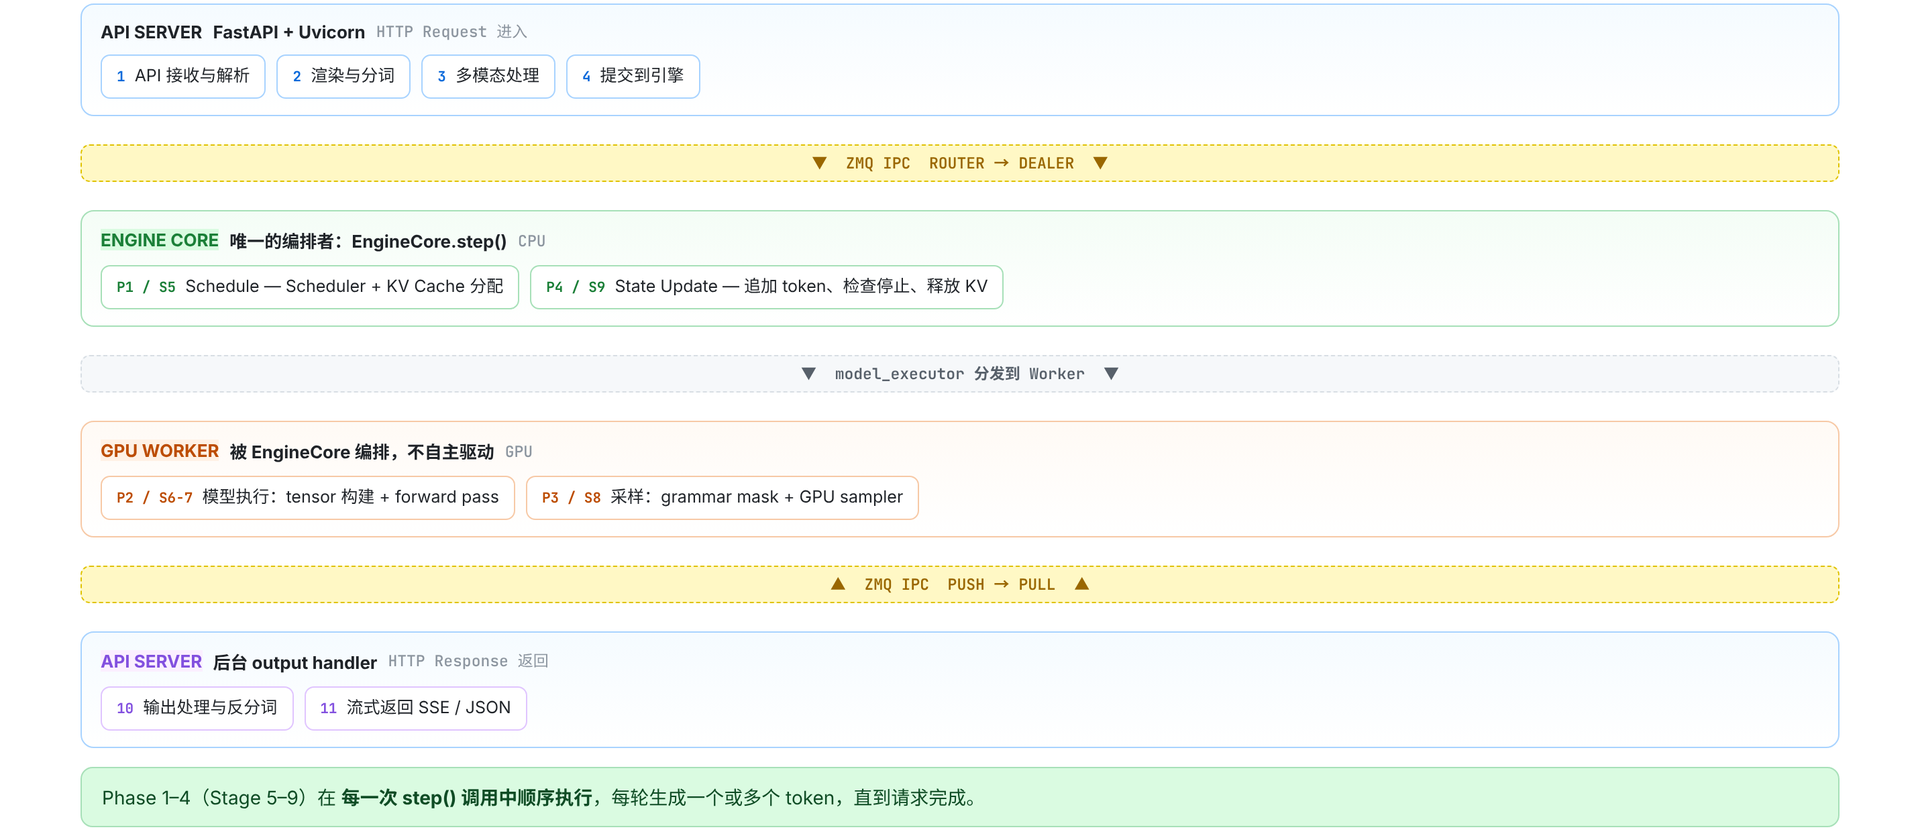 API SERVER FastAPI + Uvicorn HTTP Request 进入
1 API 接收与解析 2 渲染与分词 3 多模态处理 4 提交到引擎
▼ ZMQ IPC ROUTER → DEALER ▼
ENGINE CORE 唯一的编排者：EngineCore.step() CPU
P1 / S5 Schedule — Scheduler + KV Cache 分配 P4 / S9 State Update — 追加 token、检查停止、释放 KV
▼ model_executor 分发到 Worker ▼
GPU WORKER 被 EngineCore 编排，不自主驱动 GPU
P2 / S6-7 模型执行：tensor 构建 + forward pass P3 / S8 采样：grammar mask + GPU sampler
▲ ZMQ IPC PUSH → PULL ▲
API SERVER 后台 output handler HTTP Response 返回
10 输出处理与反分词 11 流式返回 SSE / JSON
Phase 1–4（Stage 5–9）在 每一次 step() 调用中顺序执行，每轮生成一个或多个 token，直到请求完成。